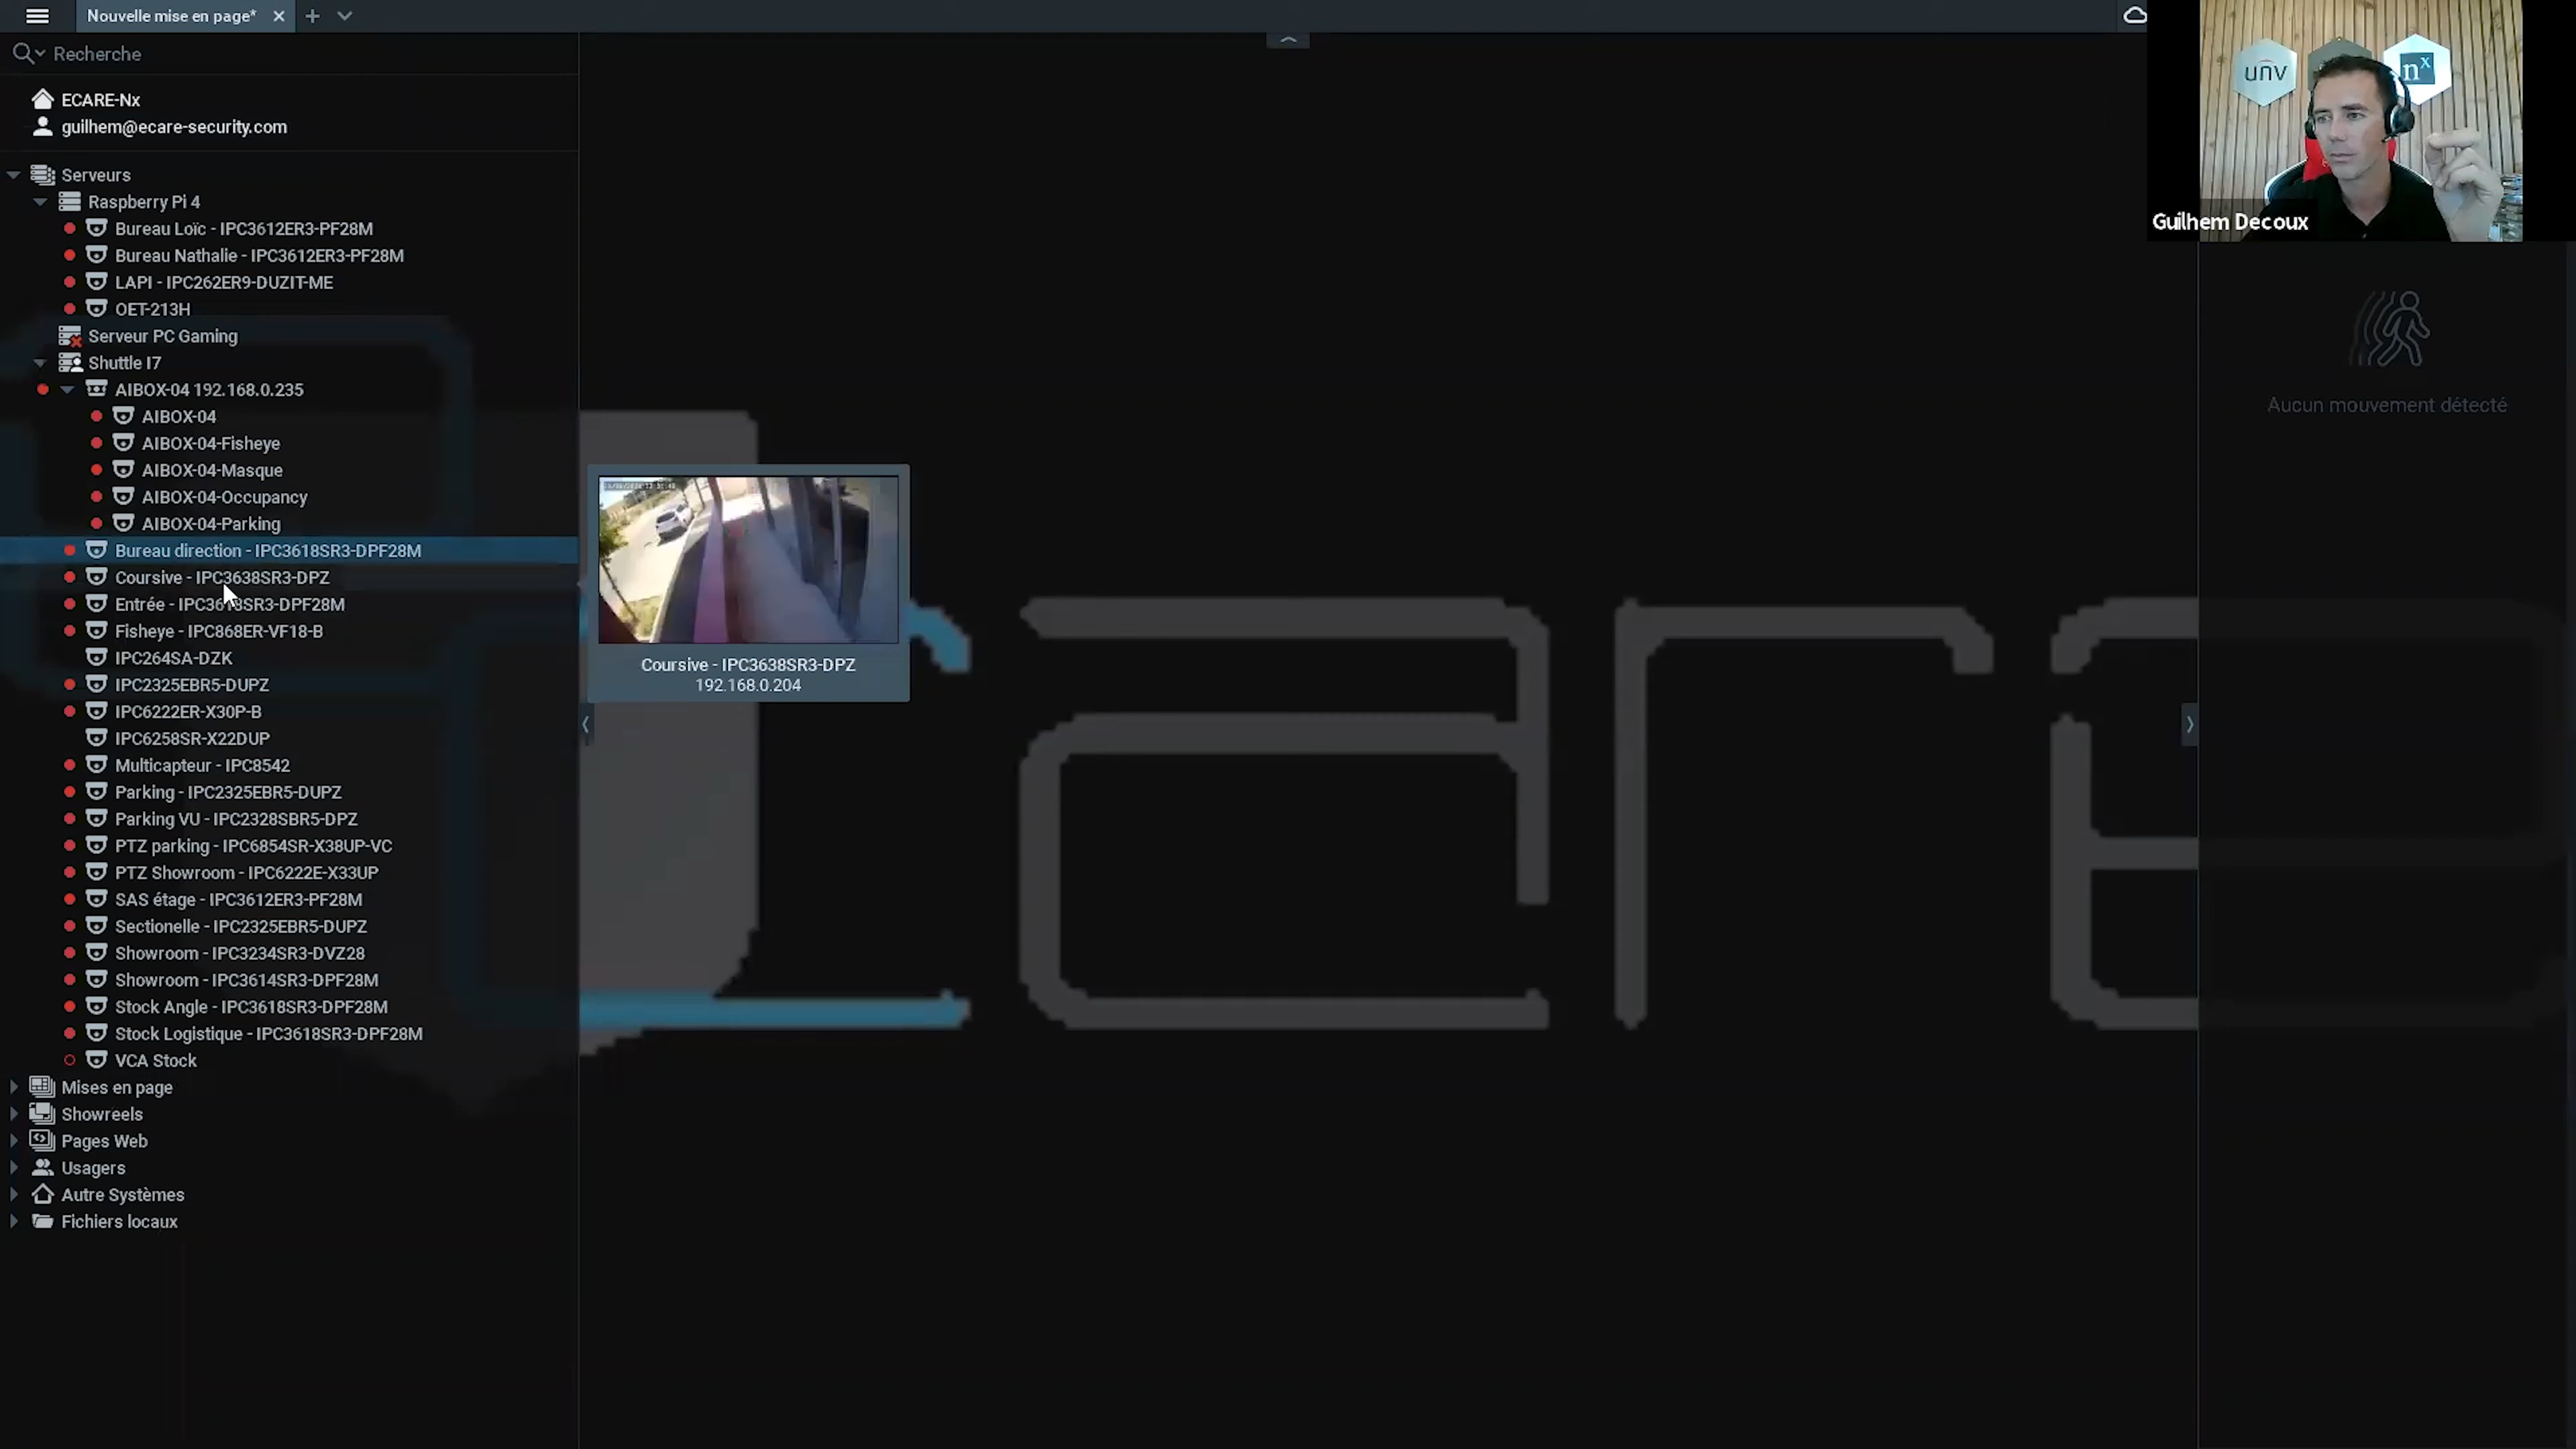 Nouvelle mise en page*
Recherche
ECARE-Nx
guilhem@ecare-security.com
Serveurs
Raspberry Pi 4
Bureau Loïc - IPC3612ER3-PF28M
Bureau Nathalie - IPC3612ER3-PF28M
LAPI - IPC262ER9-DUZIT-ME
OET-213H
Serveur PC Gaming
Shuttle I7
AIBOX-04 192.168.0.235
AIBOX-04
AIBOX-04-Fisheye
AIBOX-04-Masque
AIBOX-04-Occupancy
AIBOX-04-Parking
Bureau direction - IPC3618SR3-DPF28M
Coursive - IPC3638SR3-DPZ
Entrée - IPC3618SR3-DPF28M
Fisheye - IPC868ER-VF18-B
IPC264SA-DZK
IPC2325EBR5-DUPZ
IPC6222ER-X30P-B
IPC6258SR-X22DUP
Multicapteur - IPC8542
Parking - IPC2325EBR5-DUPZ
Parking VU - IPC2328SBR5-DPZ
PTZ parking - IPC6854SR-X38UP-VC
PTZ Showroom - IPC6222E-X33UP
SAS étage - IPC3612ER3-PF28M
Sectionelle - IPC2325EBR5-DUPZ
Showroom - IPC3234SR3-DVZ28
Showroom - IPC3614SR3-DPF28M
Stock Angle - IPC3618SR3-DPF28M
Stock Logistique - IPC3618SR3-DPF28M
VCA Stock
Mises en page
Showreels
Pages Web
Usagers
Autre Systèmes
Fichiers locaux
Coursive - IPC3638SR3-DPZ
192.168.0.204
unv
nx
Guilhem Decoux
Aucun mouvement détecté